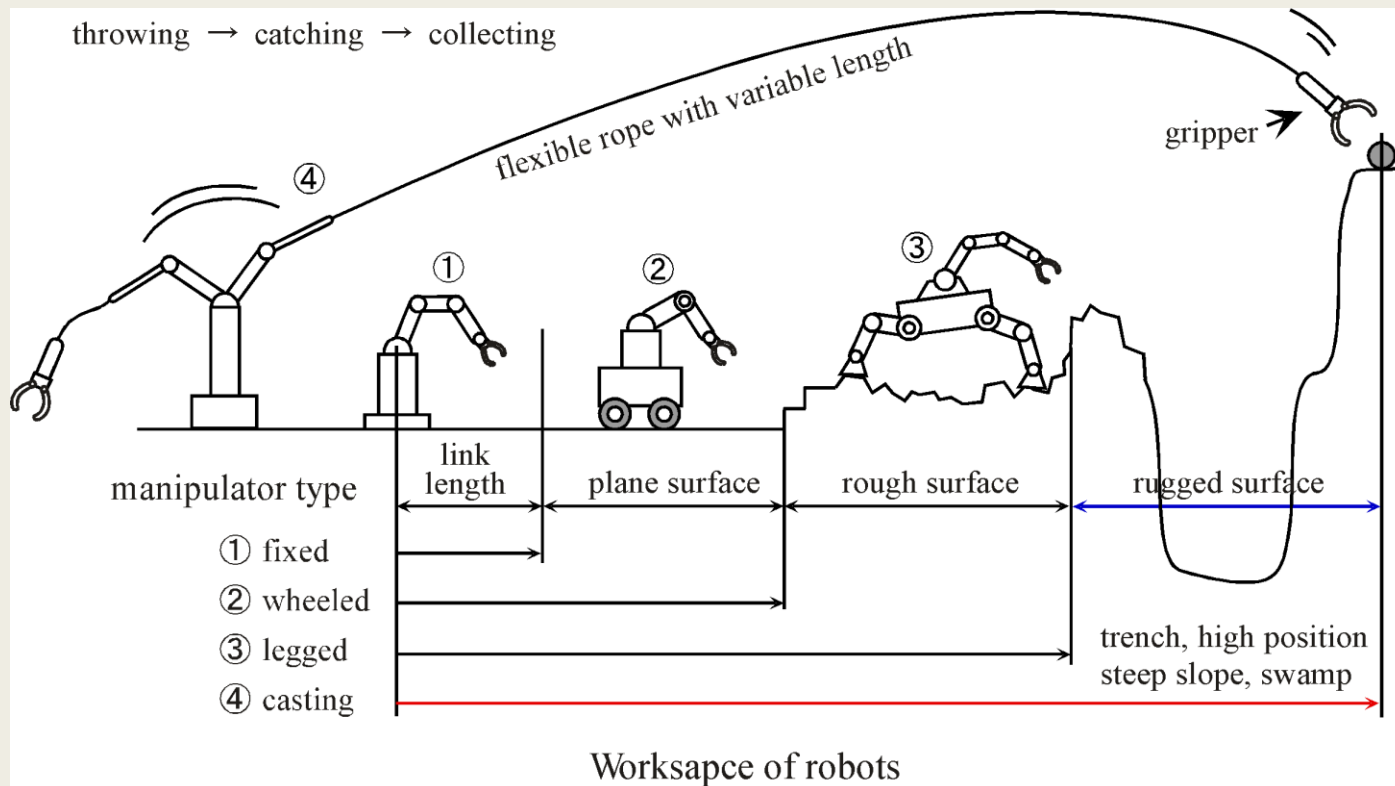 throwing → catching → collecting
flexible rope with variable length
gripper
④
①
②
③
manipulator type
link
length
plane surface
rough surface
rugged surface
① fixed
② wheeled
③ legged
④ casting
trench, high position
steep slope, swamp
Worksapce of robots